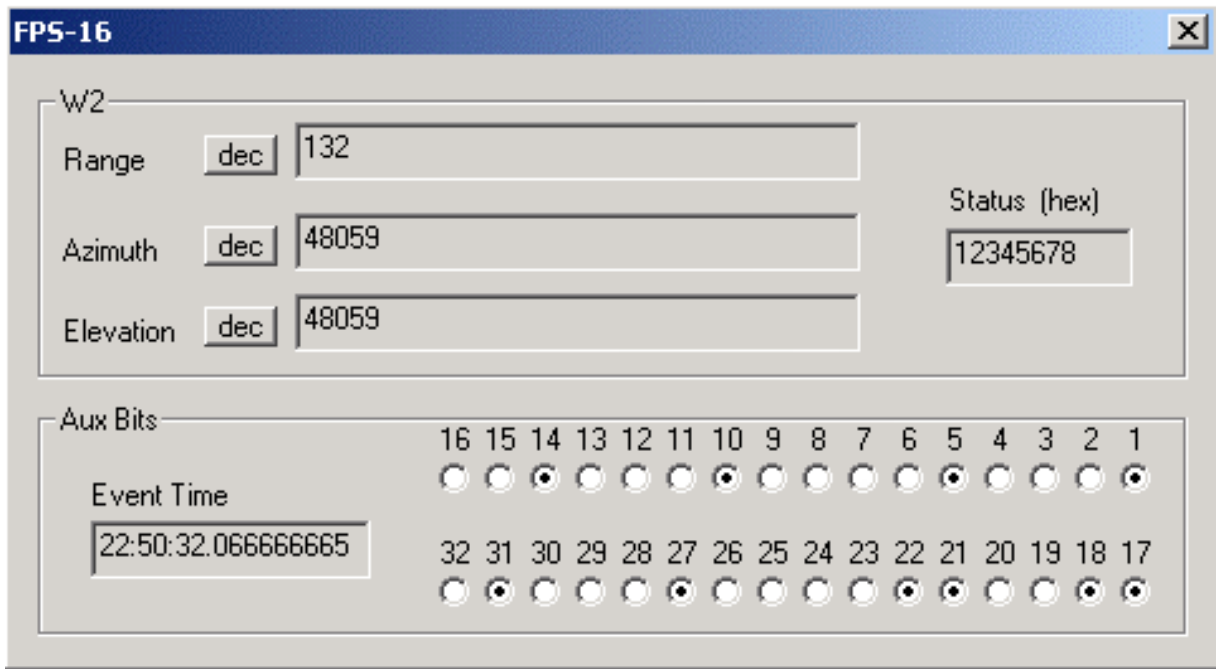 FPS-16
W2
Range dec 132
Status (hex)
Azimuth dec 48059
12345678
Elevation dec 48059
Aux Bits
16 15 14 13 12 11 10 9 8 7 6 5 4 3 2 1
Event Time
22:50:32.066666665
32 31 30 29 28 27 26 25 24 23 22 21 20 19 18 17